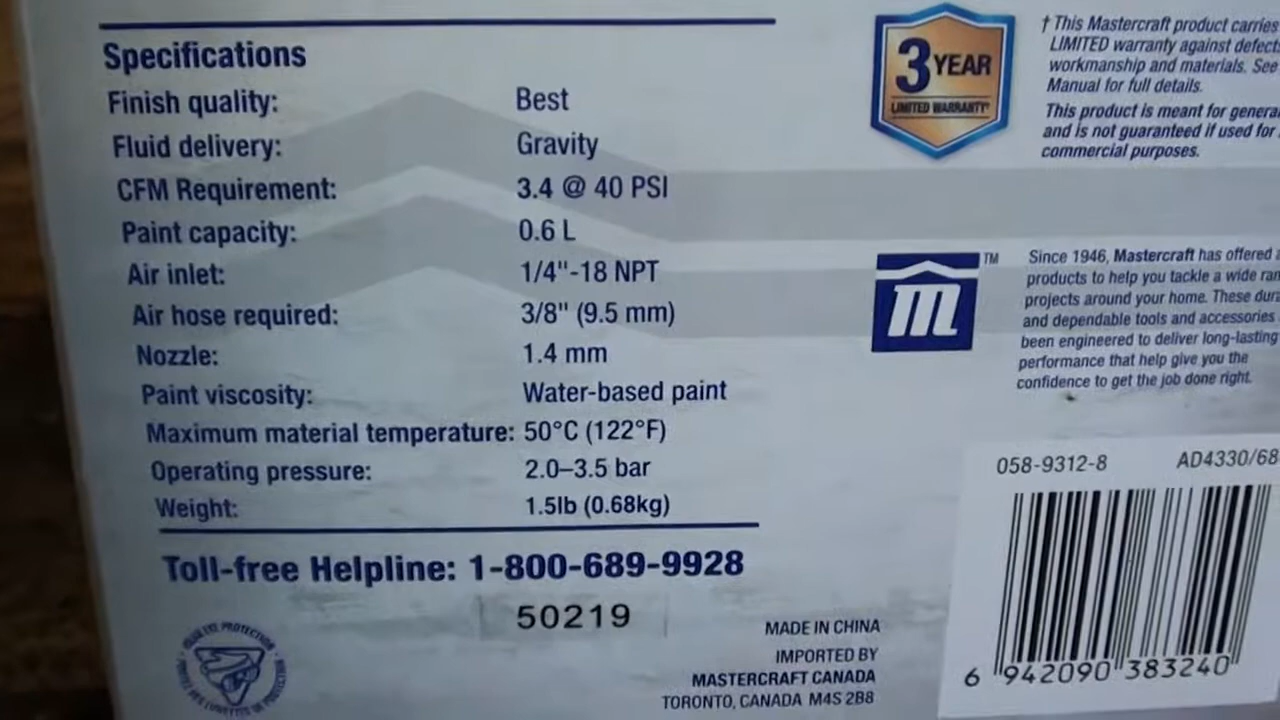 Specifications
Finish quality: Best
Fluid delivery: Gravity
CFM Requirement: 3.4 @ 40 PSI
Paint capacity: 0.6 L
Air inlet: 1/4"-18 NPT
Air hose required: 3/8" (9.5 mm)
Nozzle: 1.4 mm
Paint viscosity: Water-based paint
Maximum material temperature: 50°C (122°F)
Operating pressure: 2.0–3.5 bar
Weight: 1.5lb (0.68kg)
Toll-free Helpline: 1-800-689-9928
50219
MADE IN CHINA
IMPORTED BY
MASTERCRAFT CANADA
TORONTO, CANADA M4S 2B8
3 YEAR
LIMITED WARRANTY†
† This Mastercraft product carries
LIMITED warranty against defects
workmanship and materials. See
Manual for full details.
This product is meant for general
and is not guaranteed if used for
commercial purposes.
m
TM
Since 1946, Mastercraft has offered
products to help you tackle a wide
projects around your home. These
and dependable tools and accessories
been engineered to deliver long-lasting
performance that help give you the
confidence to get the job done right.
058-9312-8 AD4330/68
6 942090 383240